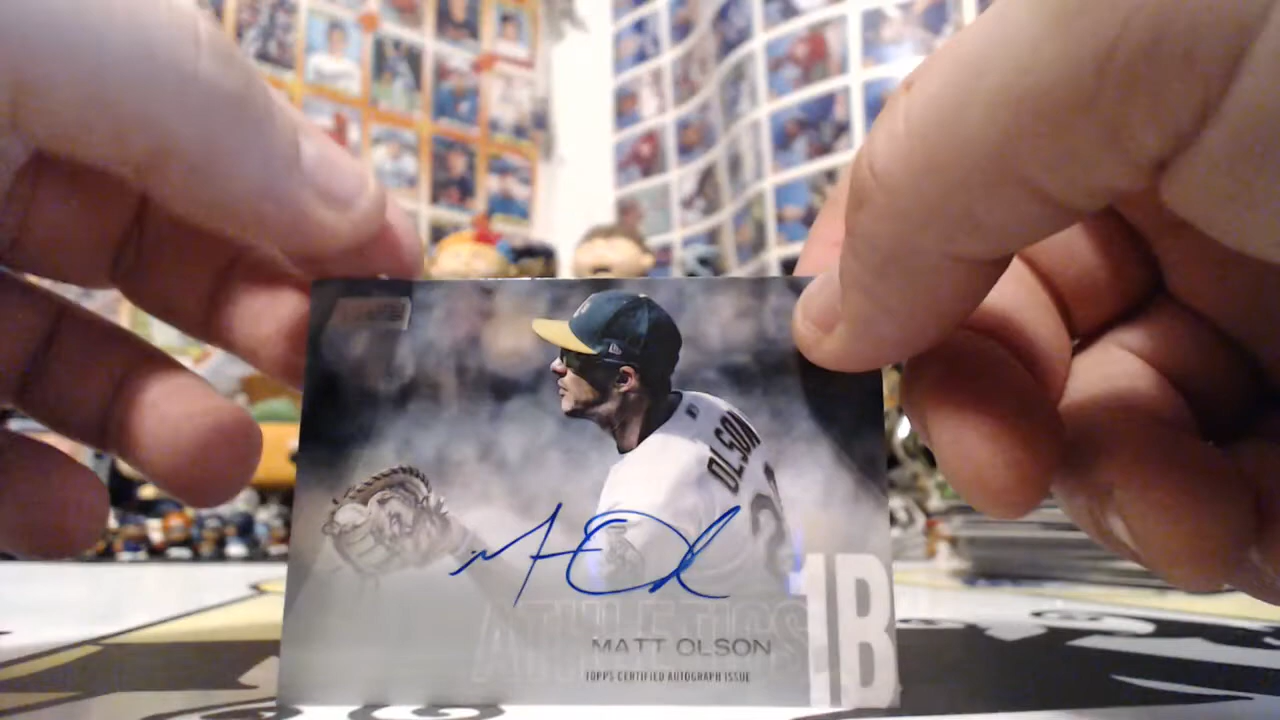 OLSON
ATHLETICS
1B
MATT OLSON
TOPPS CERTIFIED AUTOGRAPH ISSUE